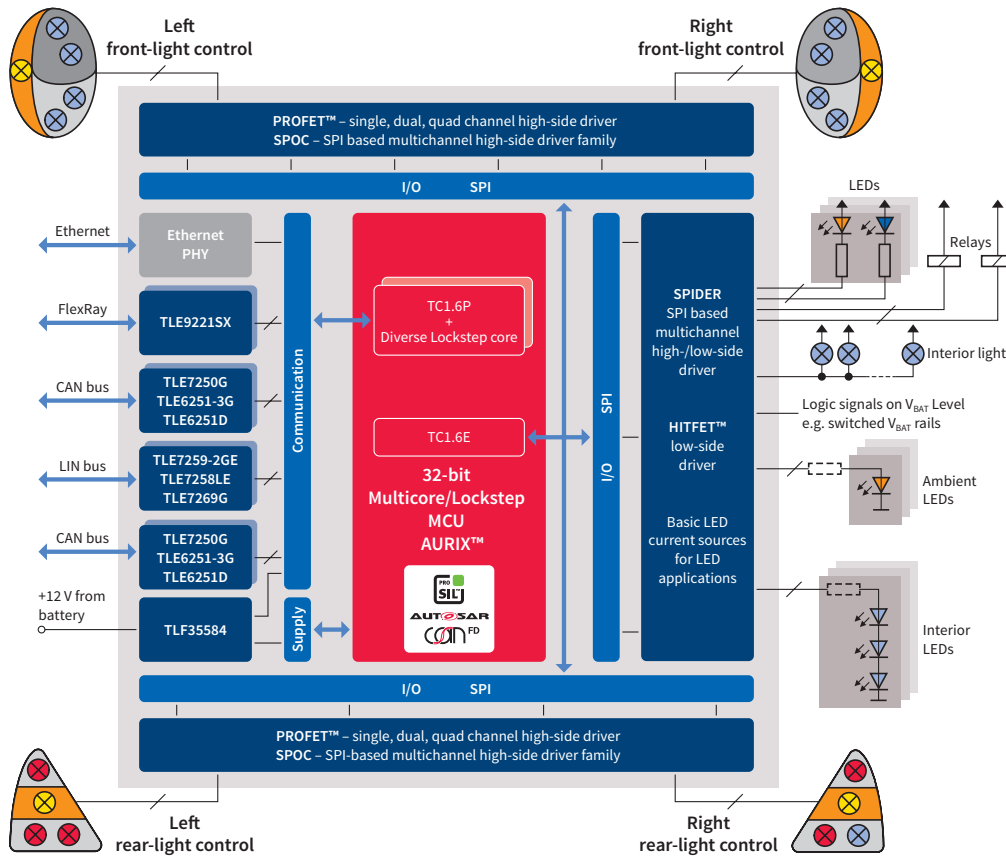 Left
front-light control
Right
front-light control
PROFET™ – single, dual, quad channel high-side driver
SPOC – SPI based multichannel high-side driver family
I/O SPI
Ethernet
Ethernet
PHY
FlexRay
TLE9221SX
CAN bus
TLE7250G
TLE6251-3G
TLE6251D
LIN bus
TLE7259-2GE
TLE7258LE
TLE7269G
CAN bus
TLE7250G
TLE6251-3G
TLE6251D
+12 V from
battery
TLF35584
Communication
Supply
TC1.6P
+
Diverse Lockstep core
TC1.6E
32-bit
Multicore/Lockstep
MCU
AURIX™
PRO
SIL™
AUTOSAR
CAN FD
I/O SPI
SPIDER
SPI based
multichannel
high-/low-side
driver
HITFET™
low-side
driver
Basic LED
current sources
for LED
applications
LEDs
Relays
Interior light
Logic signals on VBAT Level
e.g. switched VBAT rails
Ambient
LEDs
Interior
LEDs
I/O SPI
PROFET™ – single, dual, quad channel high-side driver
SPOC – SPI-based multichannel high-side driver family
Left
rear-light control
Right
rear-light control